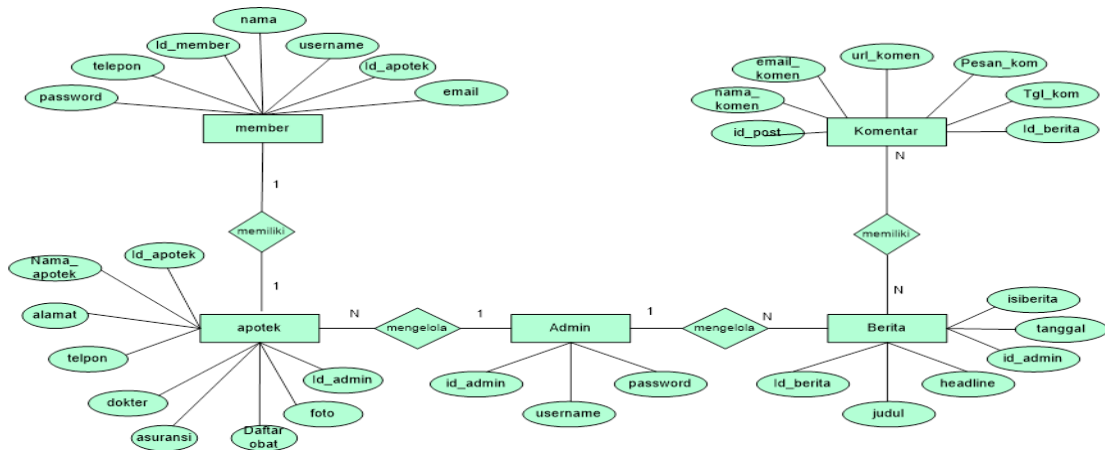 nama
Id_member
username
telepon
Id_apotek
password
email
member
1
memiliki
1
url_komen
email_
komen
Pesan_kom
nama_
komen
Tgl_kom
id_post
Komentar
Id_berita
N
memiliki
N
Nama_
apotek
Id_apotek
alamat
telpon
apotek
N
mengelola
1
Admin
1
mengelola
N
Berita
isiberita
tanggal
id_admin
dokter
asuransi
Daftar
obat
foto
Id_admin
id_admin
username
password
Id_berita
judul
headline